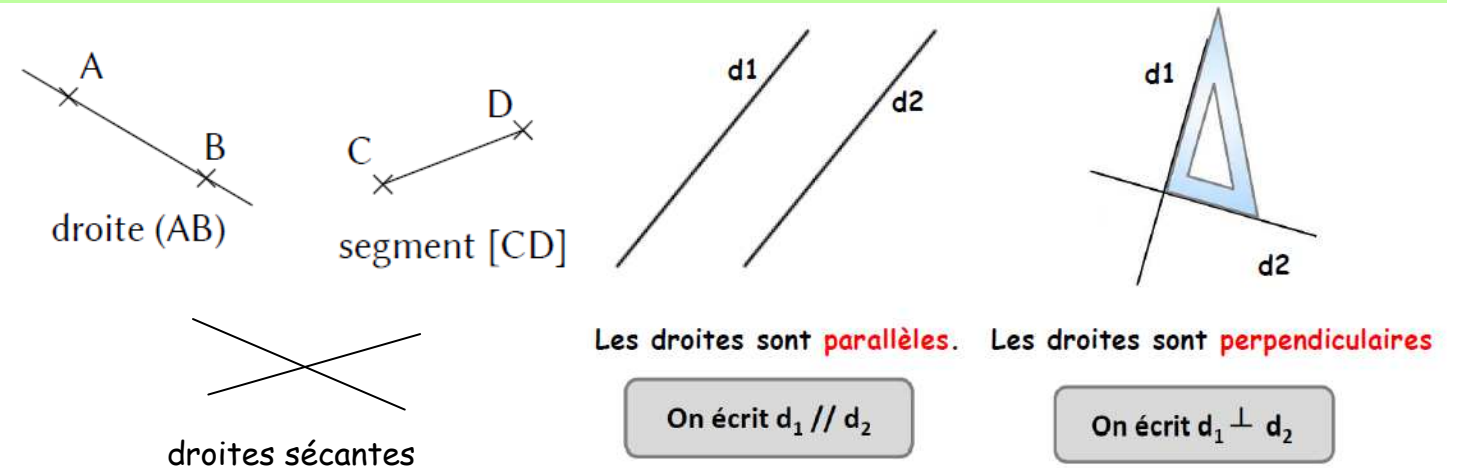 A
B
droite (AB)
C
D
segment [CD]
droites sécantes
d1
d2
Les droites sont parallèles.
On écrit d₁ // d₂
d1
d2
Les droites sont perpendiculaires
On écrit d₁ ⊥ d₂